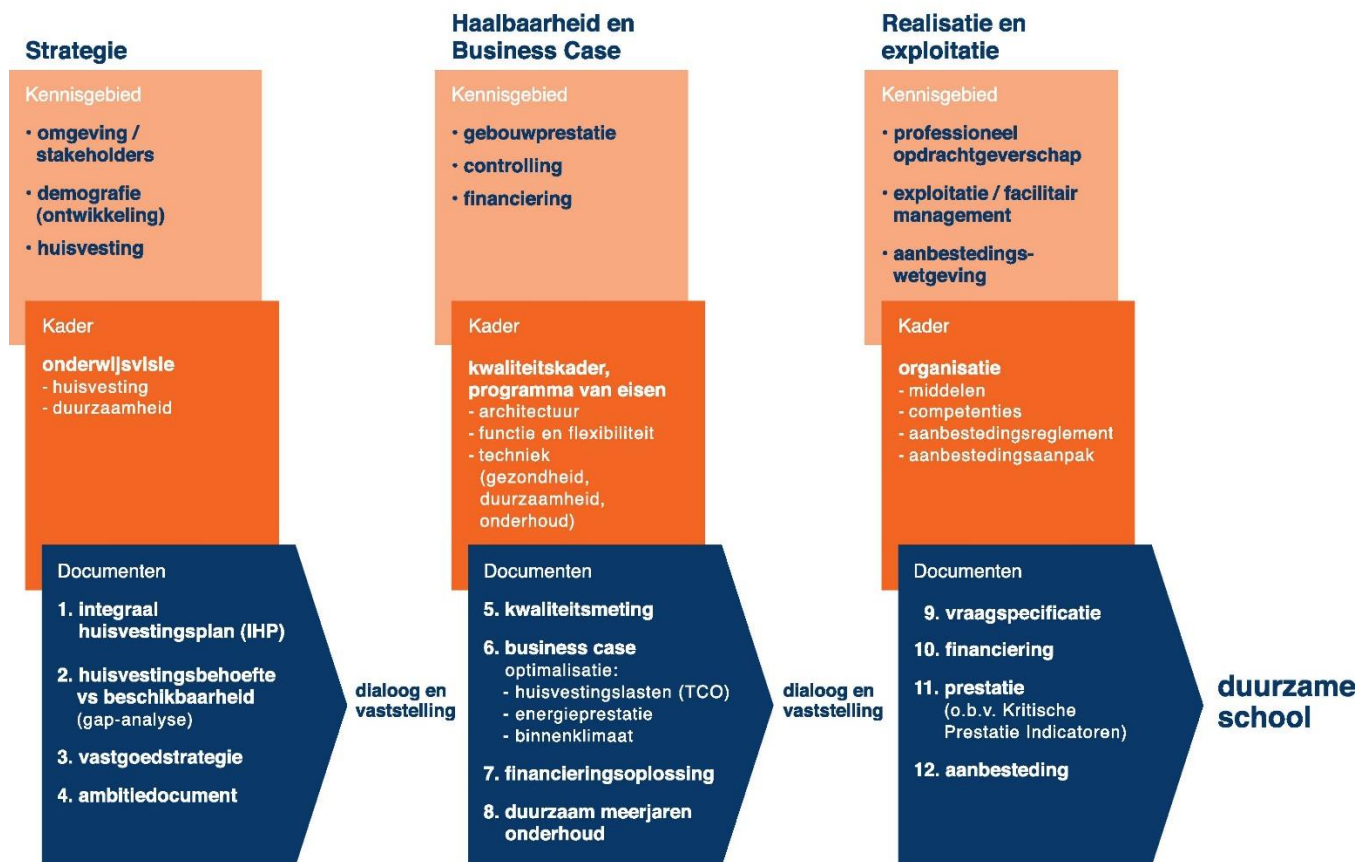 Strategie
Kennisgebied
• omgeving /
stakeholders
• demografie
(ontwikkeling)
• huisvesting
Kader
onderwijsvisie
- huisvesting
- duurzaamheid
Documenten
1. integraal
huisvestingsplan (IHP)
2. huisvestingsbehoefte
vs beschikbaarheid
(gap-analyse)
3. vastgoedstrategie
4. ambitiedocument
dialoog en
vaststelling
Haalbaarheid en
Business Case
Kennisgebied
• gebouwprestatie
• controlling
• financiering
Kader
kwaliteitskader,
programma van eisen
- architectuur
- functie en flexibiliteit
- techniek
(gezondheid,
duurzaamheid,
onderhoud)
Documenten
5. kwaliteitsmeting
6. business case
optimalisatie:
- huisvestingslasten (TCO)
- energieprestatie
- binnenklimaat
7. financieringsoplossing
8. duurzaam meerjaren
onderhoud
dialoog en
vaststelling
Realisatie en
exploitatie
Kennisgebied
• professioneel
opdrachtgeverschap
• exploitatie / facilitair
management
• aanbestedings-
wetgeving
Kader
organisatie
- middelen
- competenties
- aanbestedingsreglement
- aanbestedingsaanpak
Documenten
9. vraagspecificatie
10. financiering
11. prestatie
(o.b.v. Kritische
Prestatie Indicatoren)
12. aanbesteding
duurzame
school